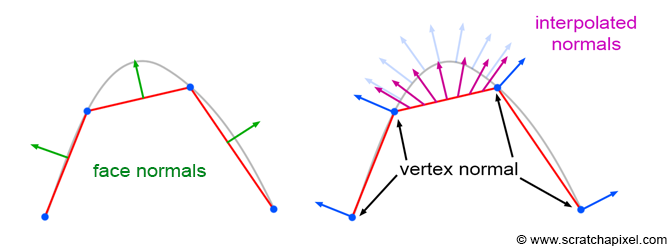 interpolated
normals
face normals
vertex normal
© www.scratchapixel.com